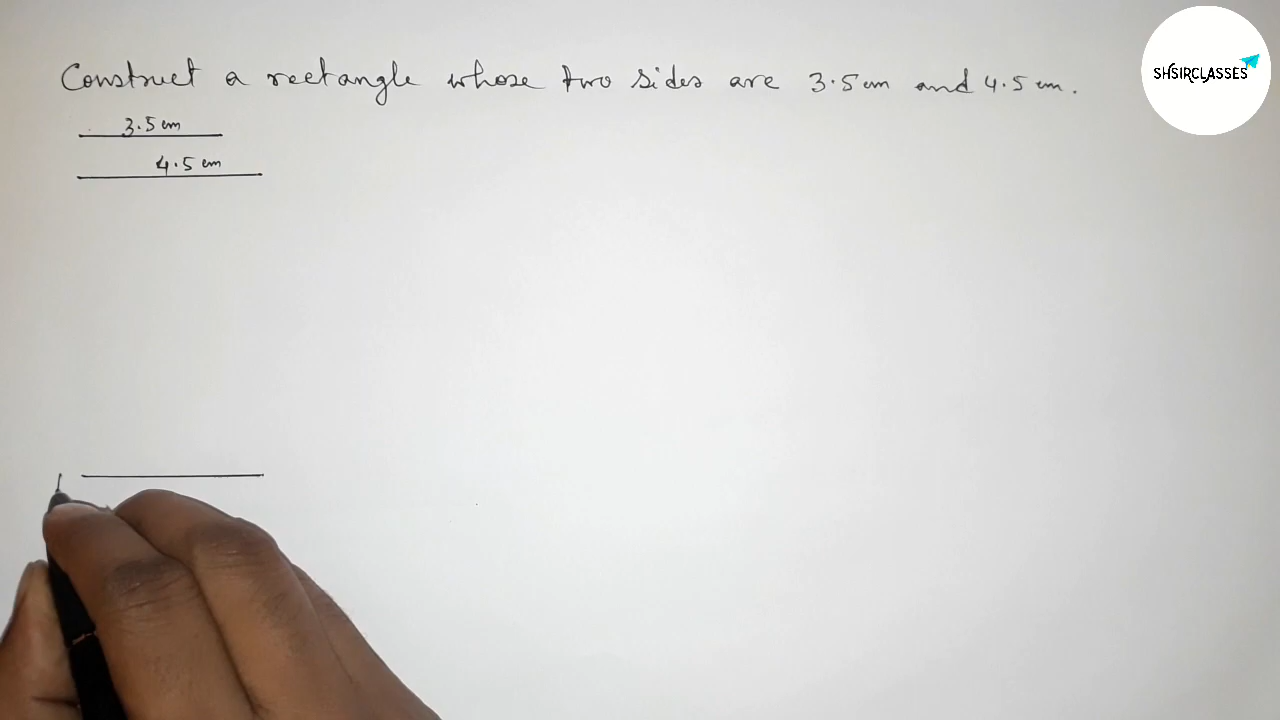 Construct a rectangle whose two sides are 3.5 cm and 4.5 cm.
SHSIRCLASSES
3.5 cm
4.5 cm